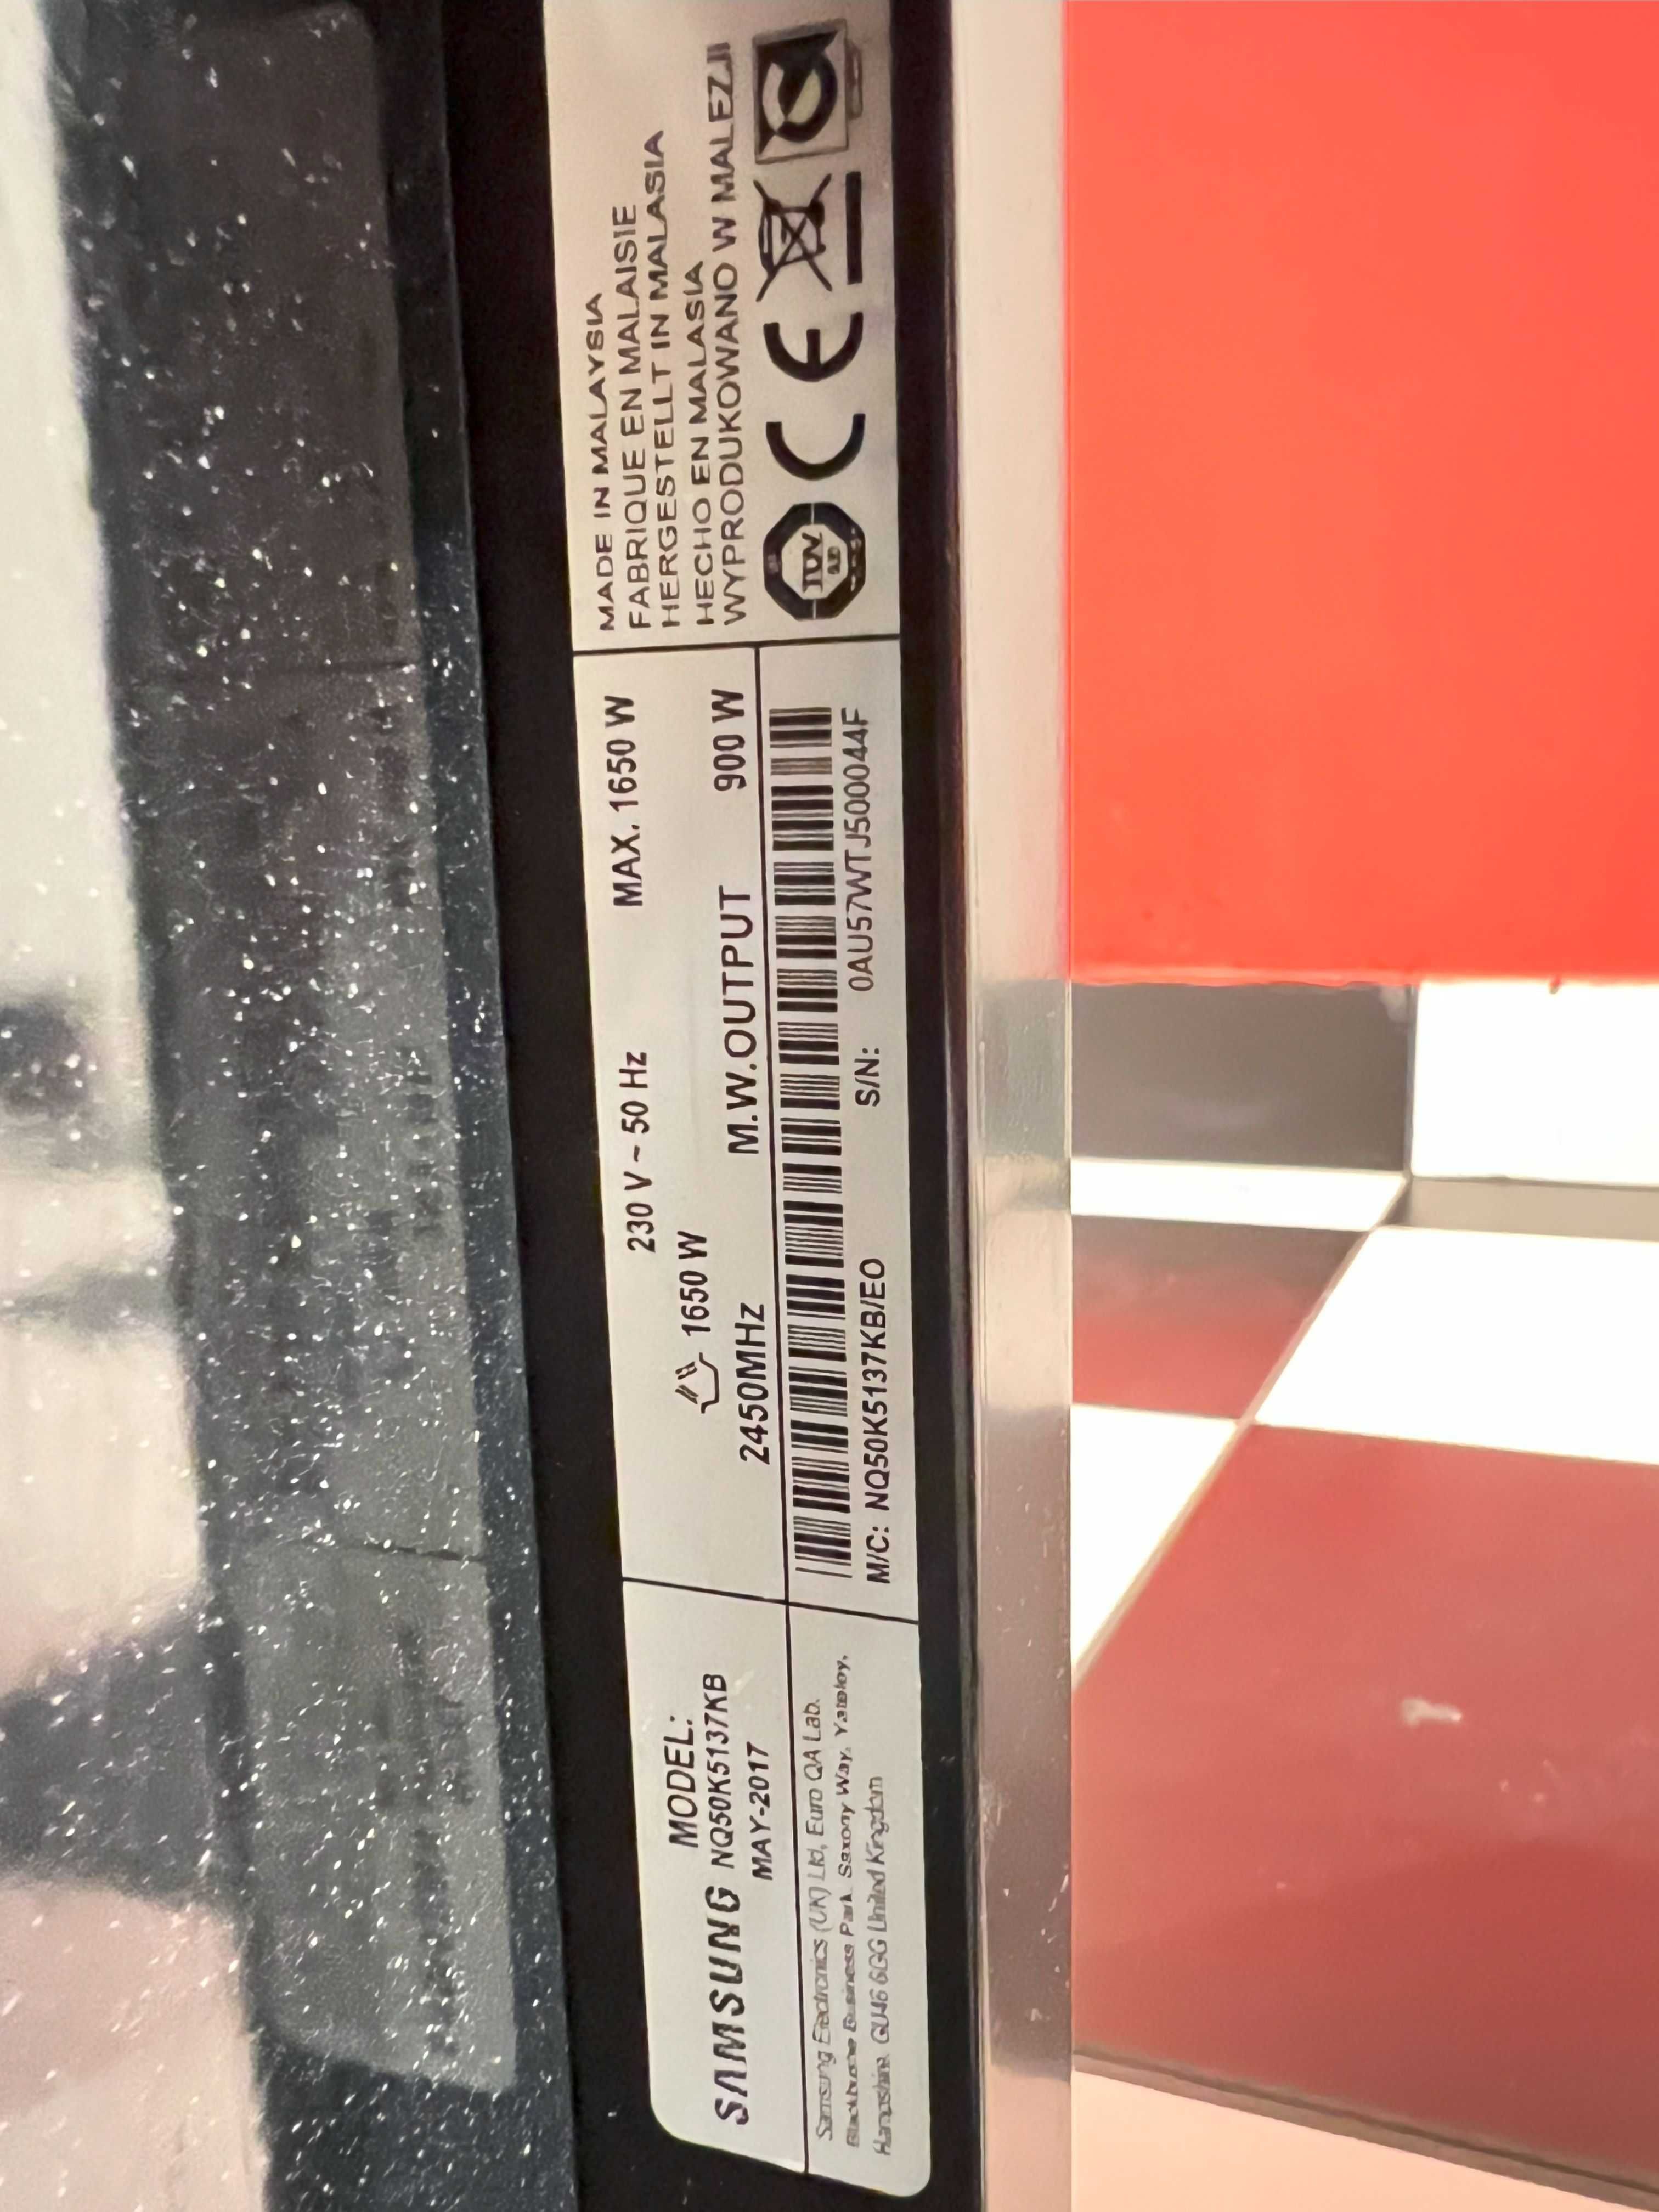 SAMSUNG
MODEL:
NQ50K5137KB
MAY-2017
230 V ~ 50 Hz MAX. 1650 W
1650 W
2450MHz M.W.OUTPUT 900 W
MADE IN MALAYSIA
FABRIQUE EN MALAISIE
HERGESTELLT IN MALASIA
HECHO EN MALASIA
WYPRODUKOWANO W MALEZJI
Samsung Electronics (UK) Ltd, Euro QA Lab.
Blackbushe Business Park. Saxony Way, Yateley,
Hampshire. GU46 6GG United Kingdom
M/C: NQ50K5137KB/EO S/N: 0AU57WTJ500044F
TÜV
CE